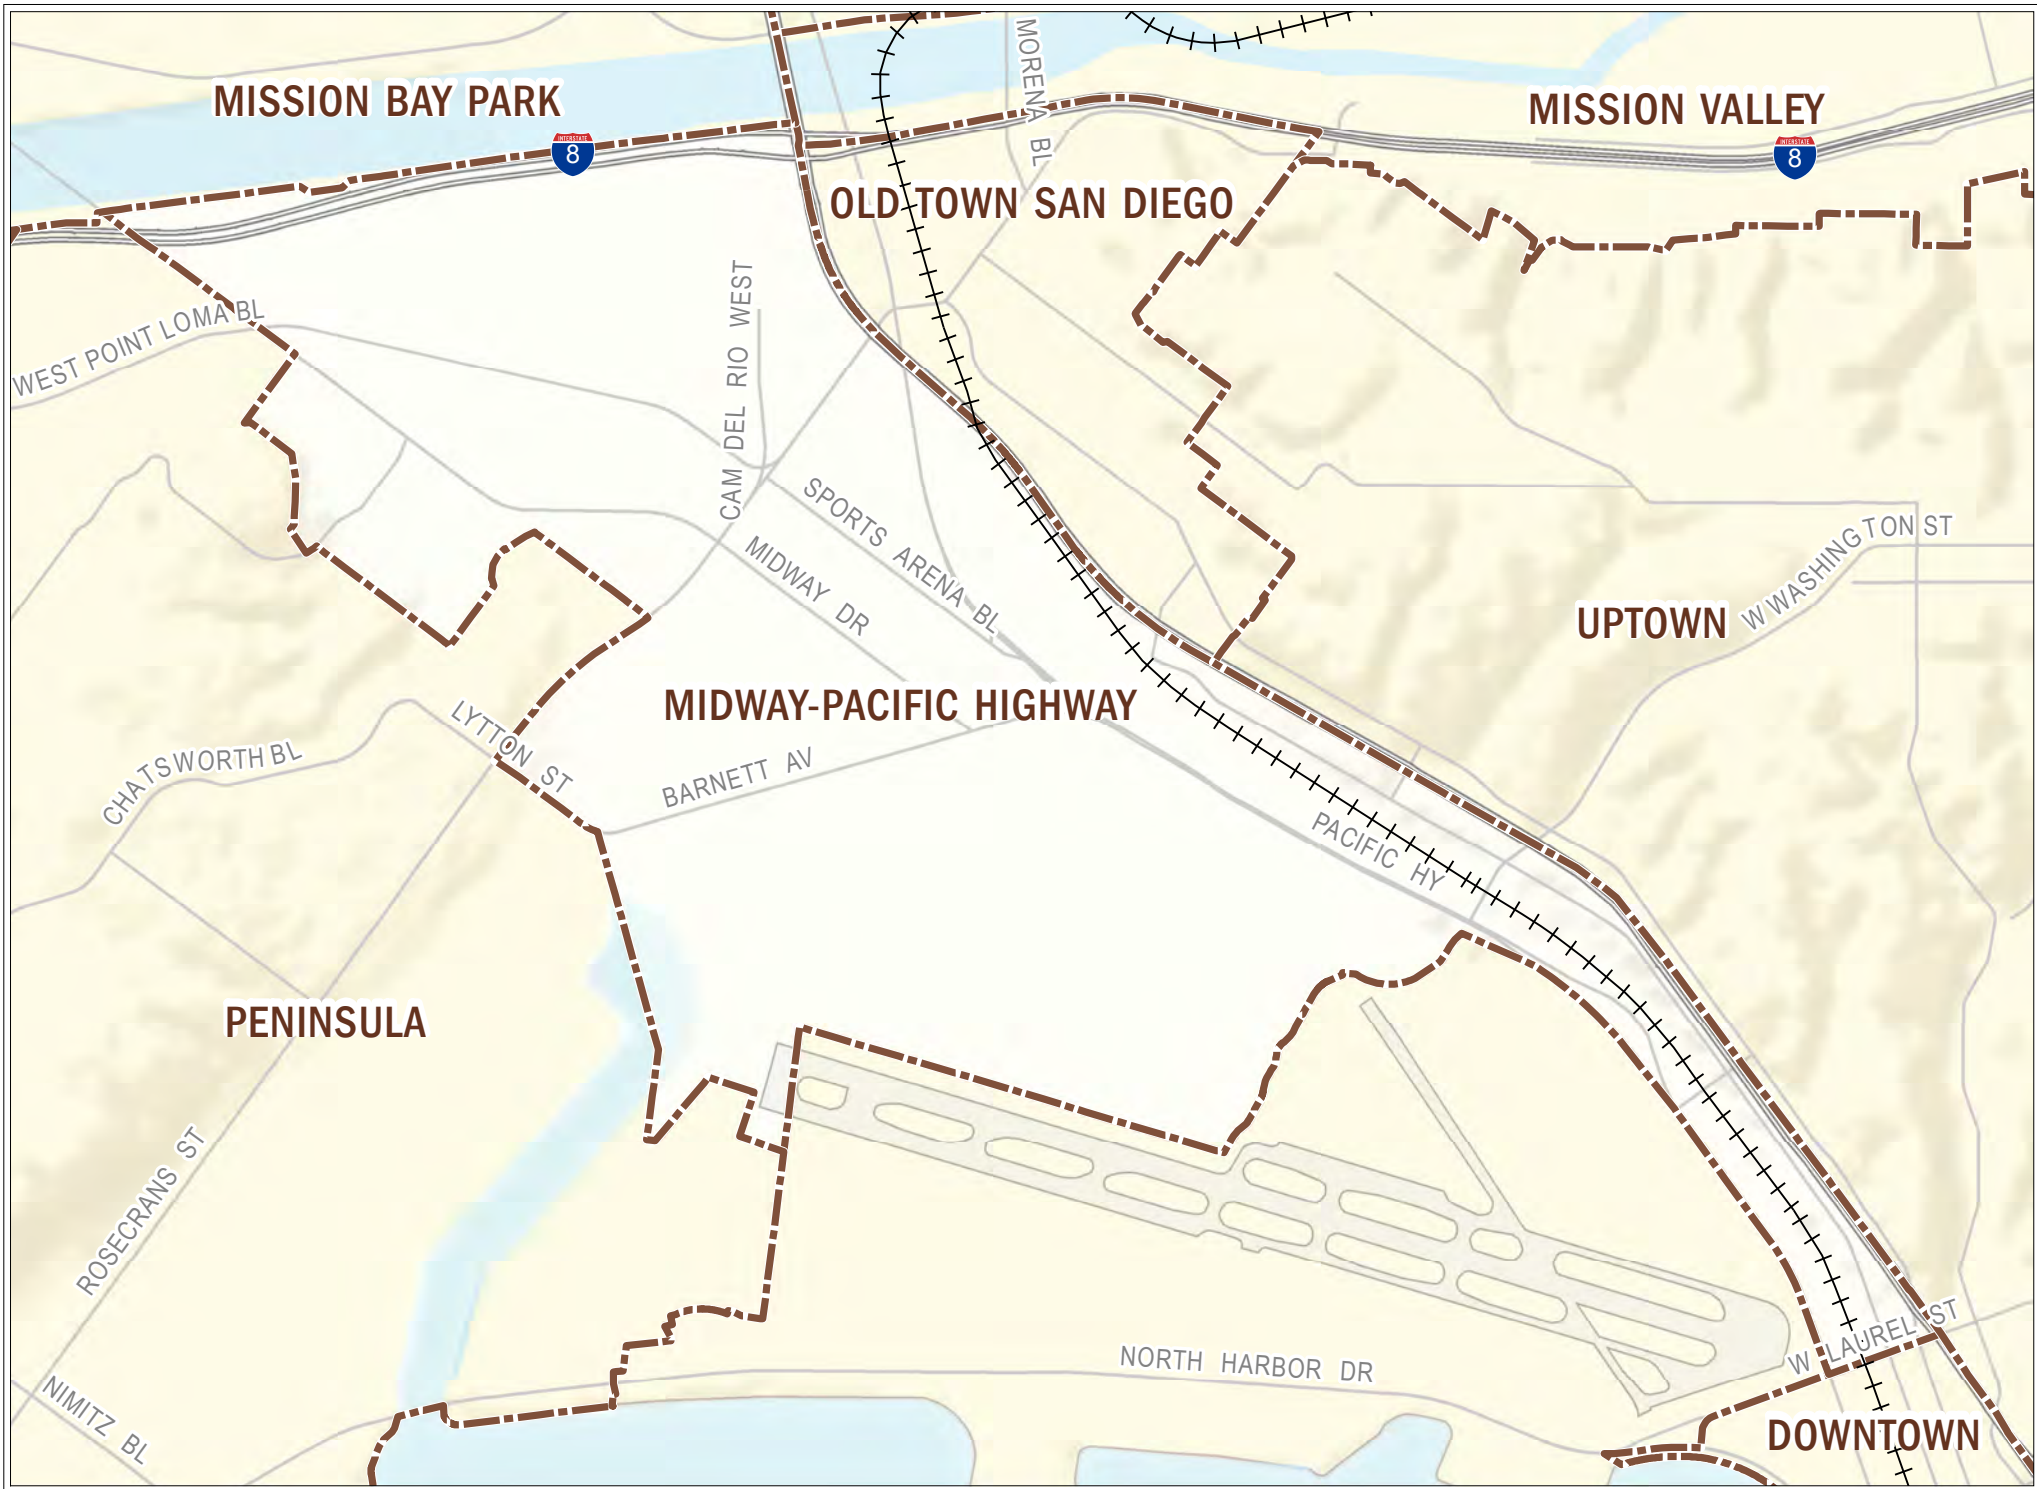 MORENA BL
MISSION BAY PARK
MISSION VALLEY
INTERSTATE
8
INTERSTATE
8
OLD TOWN SAN DIEGO
WEST POINT LOMA BL
CAM DEL RIO WEST
SPORTS ARENA BL
MIDWAY DR
W WASHINGTON ST
UPTOWN
MIDWAY-PACIFIC HIGHWAY
LYTTON ST
CHATSWORTH BL
BARNETT AV
PACIFIC HY
PENINSULA
ROSECRANS ST
W LAUREL ST
NORTH HARBOR DR
NIMITZ BL
DOWNTOWN